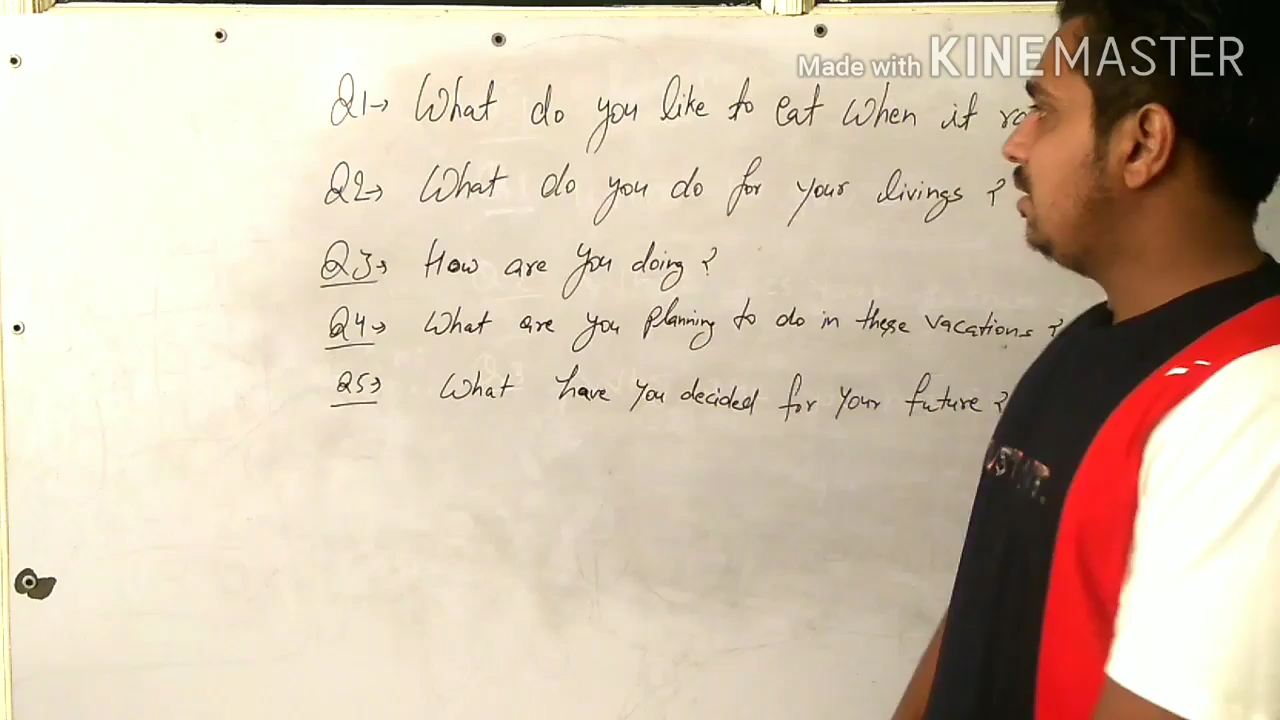 Made with KINEMASTER
Q1→ What do you like to eat when it
Q2→ What do you do for your livings ?
Q3→ How are you doing ?
Q4→ What are you planning to do in these vacations ?
Q5→ What have you decided for your future ?